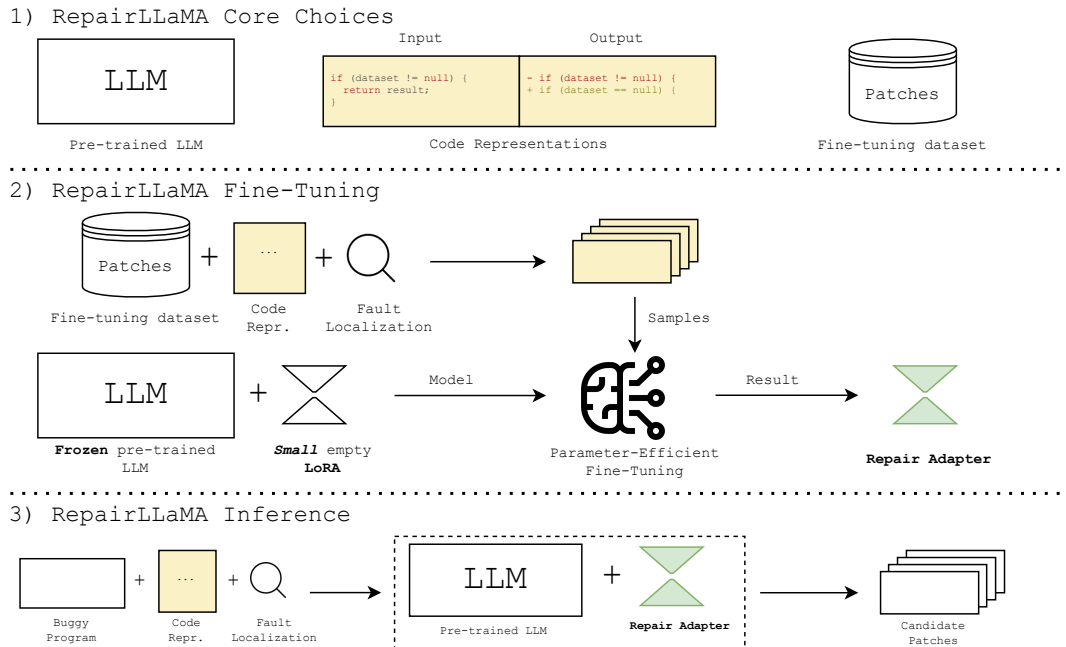 1) RepairLLaMA Core Choices
Input
Output
LLM
if (dataset != null) {
return result;
}
- if (dataset != null) {
+ if (dataset == null) {
Patches
Pre-trained LLM
Code Representations
Fine-tuning dataset
2) RepairLLaMA Fine-Tuning
Patches
+
...
+
Fine-tuning dataset
Code
Repr.
Fault
Localization
Samples
LLM
+
Model
Result
Frozen pre-trained
LLM
Small empty
LoRA
Parameter-Efficient
Fine-Tuning
Repair Adapter
3) RepairLLaMA Inference
+
...
+
LLM
+
Buggy
Program
Code
Repr.
Fault
Localization
Pre-trained LLM
Repair Adapter
Candidate
Patches